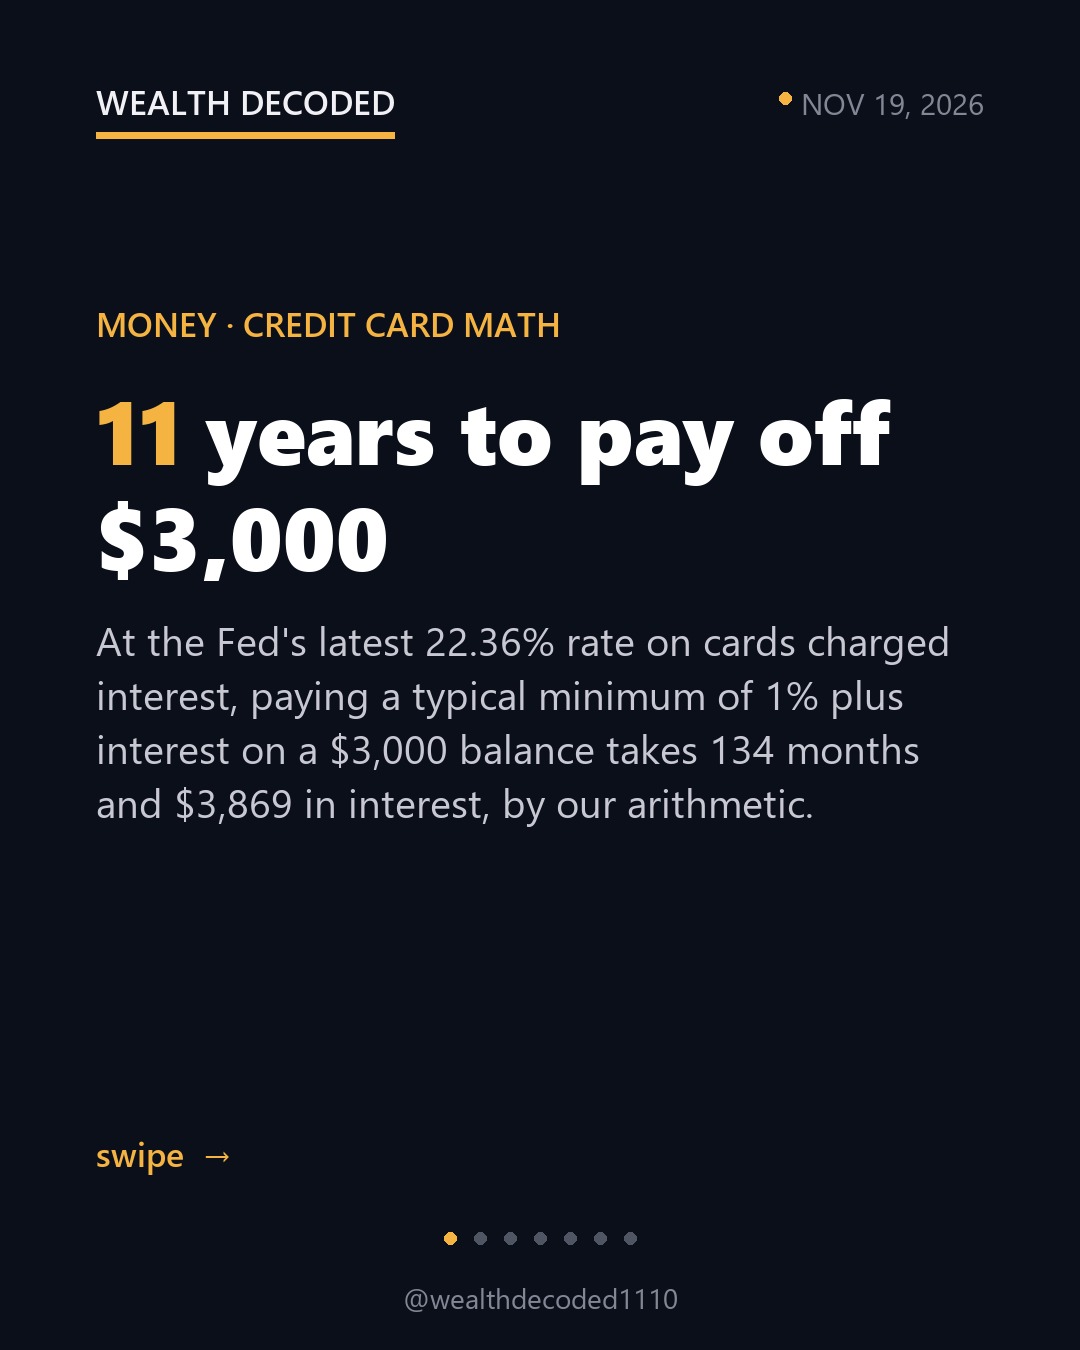 WEALTH DECODED
NOV 19, 2026
MONEY · CREDIT CARD MATH
11 years to pay off
$3,000
At the Fed's latest 22.36% rate on cards charged
interest, paying a typical minimum of 1% plus
interest on a $3,000 balance takes 134 months
and $3,869 in interest, by our arithmetic.
swipe →
@wealthdecoded1110